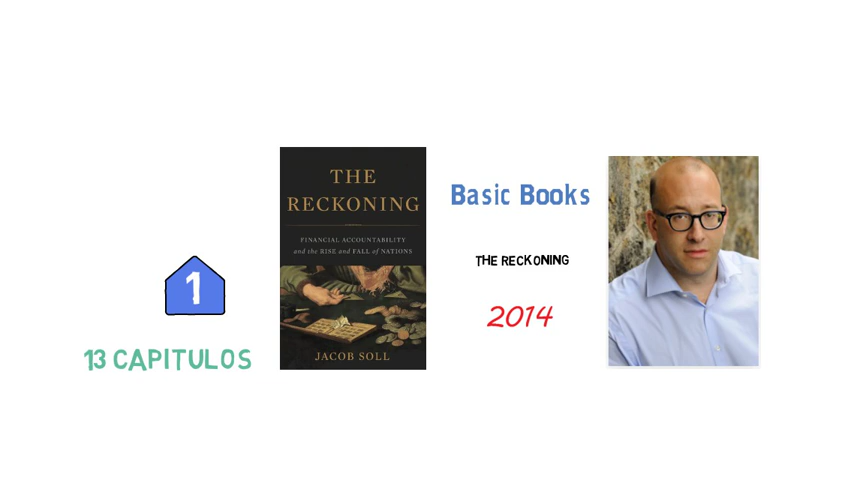 1
13 CAPITULOS
THE
RECKONING
FINANCIAL ACCOUNTABILITY
and the RISE and FALL of NATIONS
JACOB SOLL
Basic Books
THE RECKONING
2014